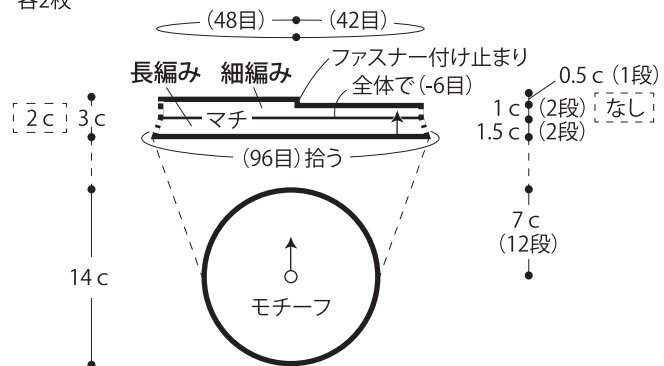 各2枚
(48目) (42目)
ファスナー付け止まり
長編み 細編み 全体で(-6目)
0.5c(1段)
2c 3c マチ 1c(2段) なし
1.5c(2段)
(96目)拾う
7c
(12段)
14c
モチーフ